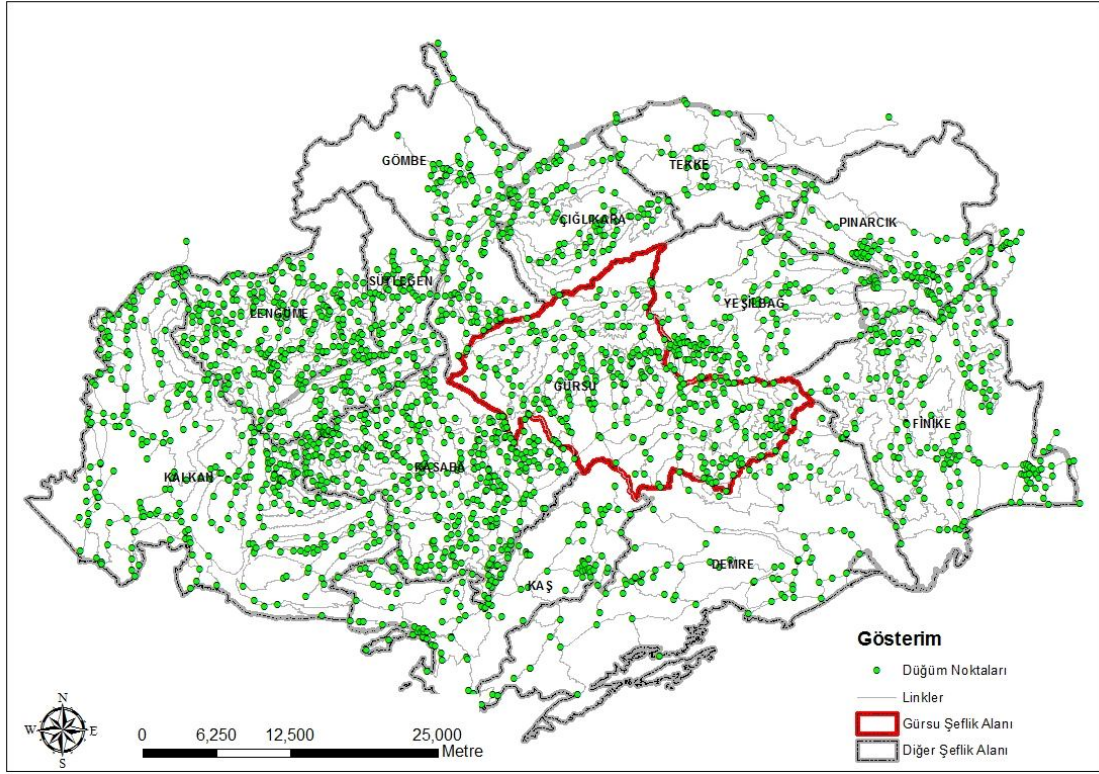 GÖMBE
TEKKE
ÇIĞLIKARA
PINARCIK
SÜTLEĞEN
LENGÜME
YEŞİLBAĞ
GÜRSU
FİNİKE
KASABA
KALKAN
DEMRE
KAŞ
Gösterim
Düğüm Noktaları
Linkler
Gürsu Şeflik Alanı
Diğer Şeflik Alanı
N
W E
S
0 6,250 12,500 25,000
Metre